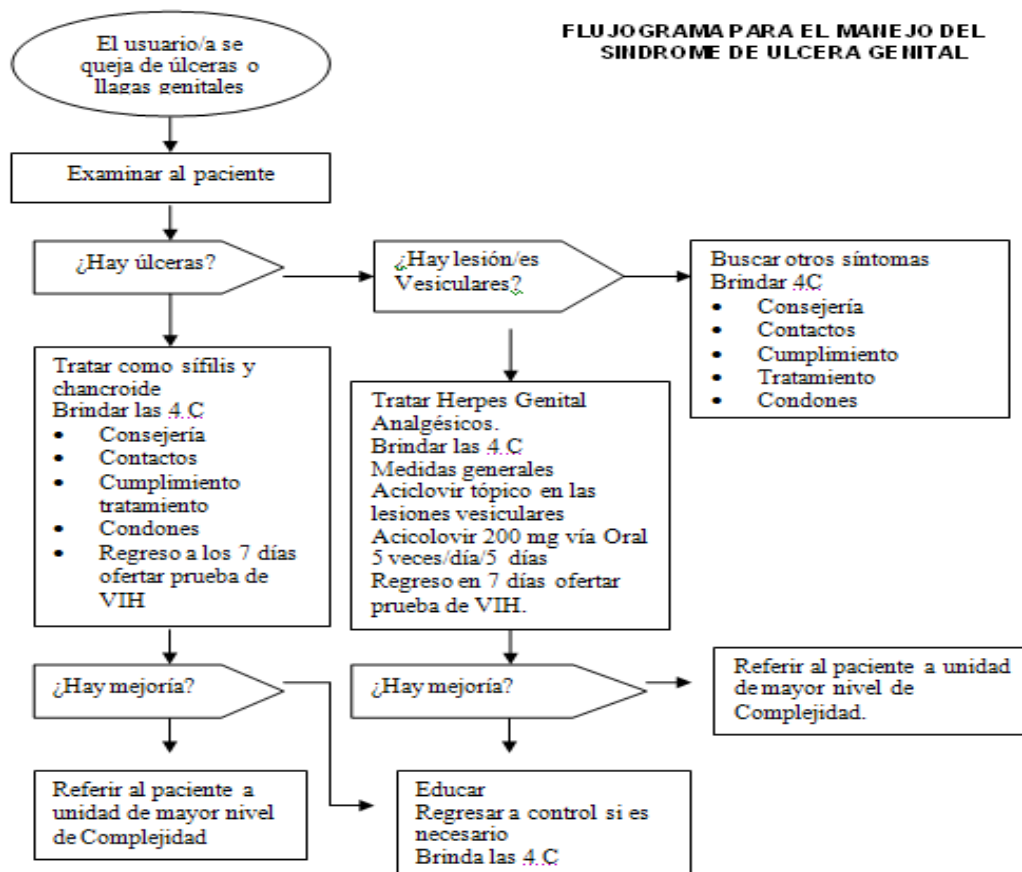 FLUJOGRAMA PARA EL MANEJO DEL
SINDROME DE ULCERA GENITAL
El usuario/a se
queja de úlceras o
llagas genitales
Examinar al paciente
¿Hay úlceras?
¿Hay lesión/es
Vesiculares?
Buscar otros síntomas
Brindar 4C
• Consejería
• Contactos
• Cumplimiento
• Tratamiento
• Condones
Tratar como sífilis y
chancroide
Brindar las 4 C
• Consejería
• Contactos
• Cumplimiento
tratamiento
• Condones
• Regreso a los 7 días
ofertar prueba de
VIH
Tratar Herpes Genital
Analgésicos.
Brindar las 4 C
Medidas generales
Aciclovir tópico en las
lesiones vesiculares
Acicolovir 200 mg vía Oral
5 veces/día/5 días
Regreso en 7 días ofertar
prueba de VIH.
¿Hay mejoría?
¿Hay mejoría?
Referir al paciente a unidad
de mayor nivel de
Complejidad.
Referir al paciente a
unidad de mayor nivel
de Complejidad
Educar
Regresar a control si es
necesario
Brinda las 4 C